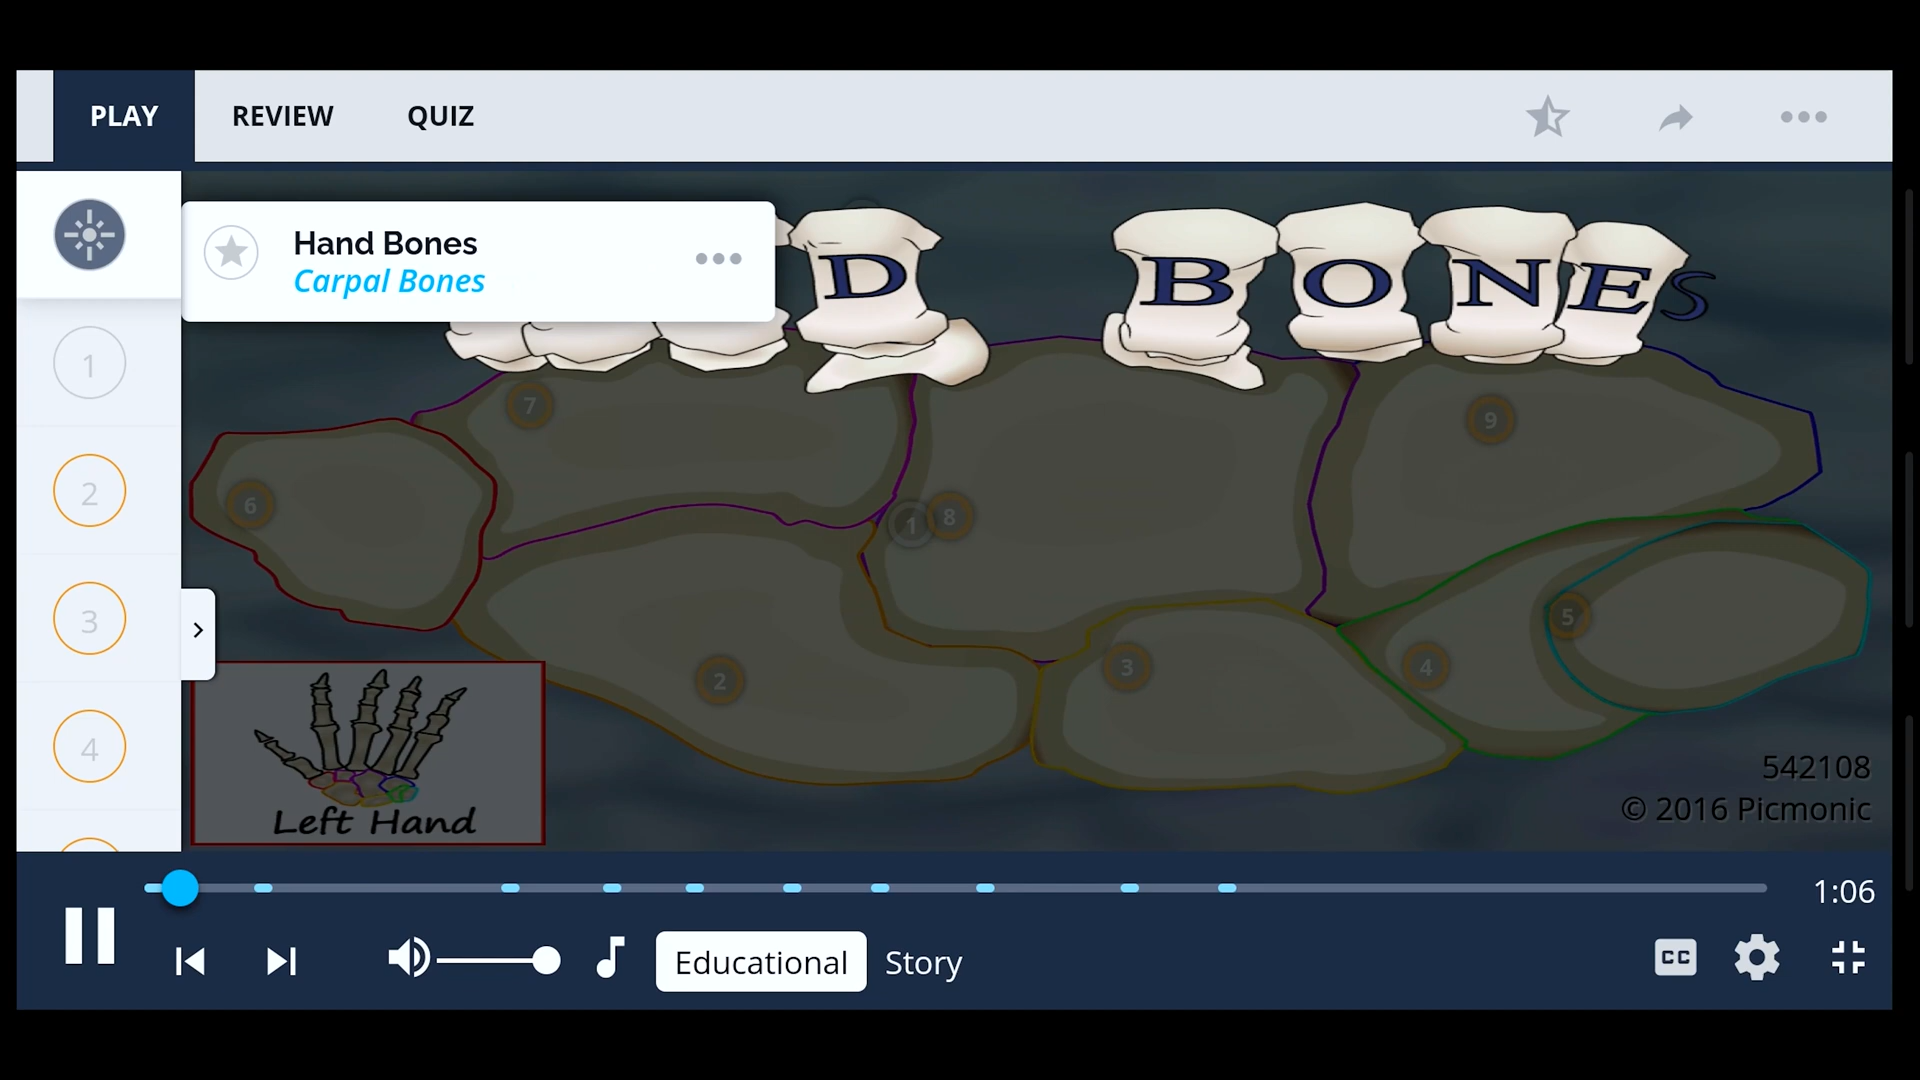 PLAY REVIEW QUIZ
Hand Bones
Carpal Bones
D BONES
1
2
3
4
7
9
6
1
8
5
3
4
2
Left Hand
542108
© 2016 Picmonic
1:06
Educational Story
CC